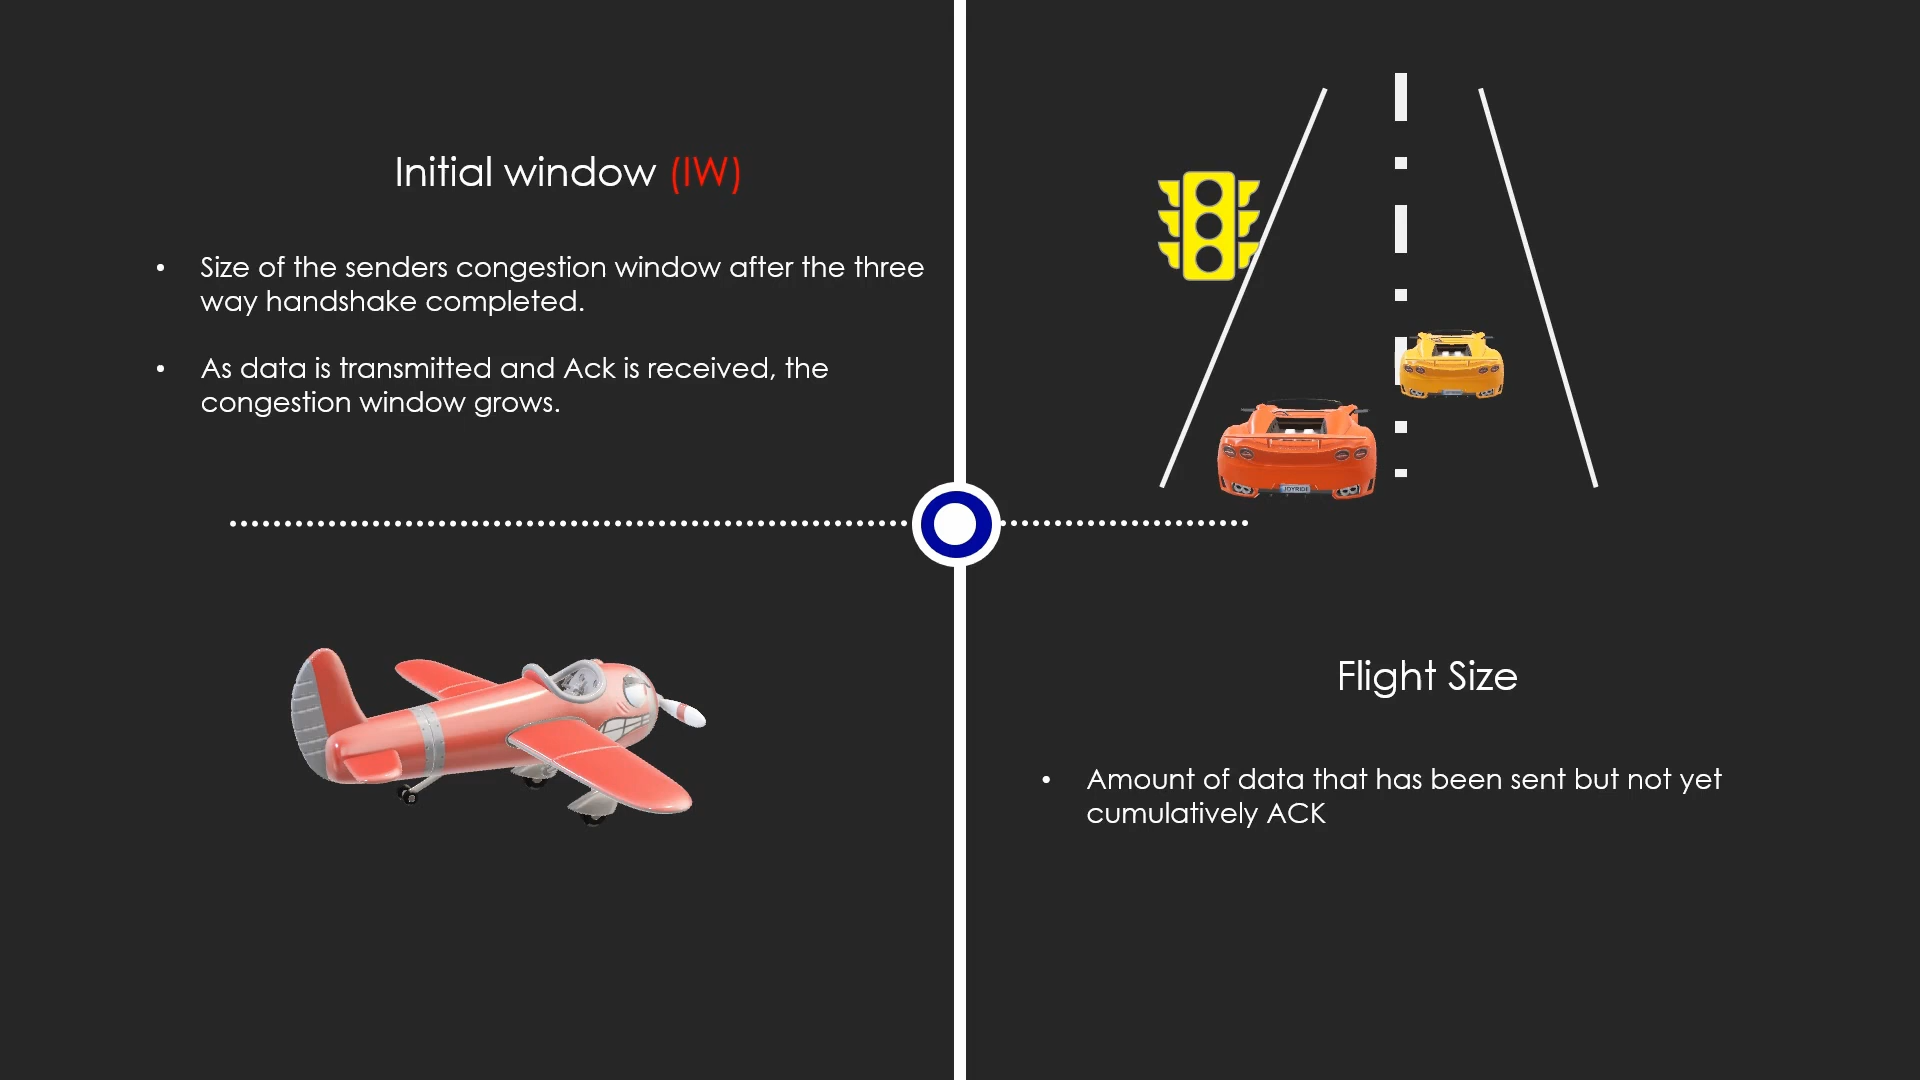 Initial window (IW)
• Size of the senders congestion window after the three
way handshake completed.
• As data is transmitted and Ack is received, the
congestion window grows.
JOYRIDE
Flight Size
• Amount of data that has been sent but not yet
cumulatively ACK